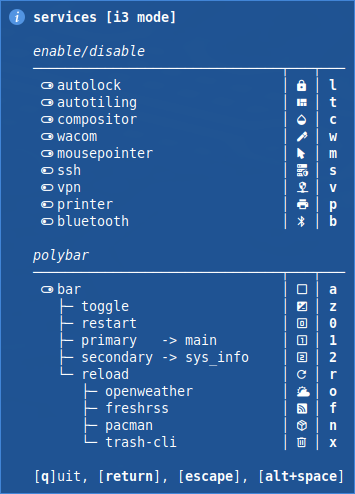 services [i3 mode]
enable/disable
autolock l
autotiling t
compositor c
wacom w
mousepointer m
ssh s
vpn v
printer p
bluetooth b
polybar
bar a
├─ toggle z
├─ restart 0
├─ primary -> main 1
├─ secondary -> sys_info 2
└─ reload r
├─ openweather o
├─ freshrss f
├─ pacman n
└─ trash-cli x
[q]uit, [return], [escape], [alt+space]